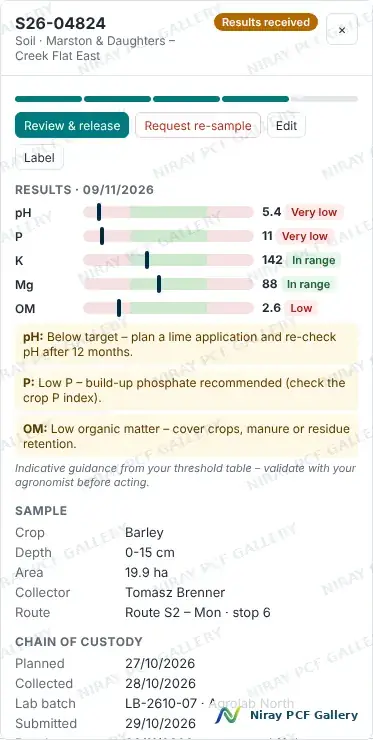 S26-04824
Results received
×
Soil · Marston & Daughters –
Creek Flat East
Review & release
Request re-sample
Edit
Label
RESULTS · 09/11/2026
pH 5.4 Very low
P 11 Very low
K 142 In range
Mg 88 In range
OM 2.6 Low
pH: Below target – plan a lime application and re-check
pH after 12 months.
P: Low P – build-up phosphate recommended (check the
crop P index).
OM: Low organic matter – cover crops, manure or residue
retention.
Indicative guidance from your threshold table – validate with your
agronomist before acting.
SAMPLE
Crop Barley
Depth 0-15 cm
Area 19.9 ha
Collector Tomasz Brenner
Route Route S2 – Mon · stop 6
CHAIN OF CUSTODY
Planned 27/10/2026
Collected 28/10/2026
Lab batch LB-2610-07 · Agrolab North
Submitted 29/10/2026
Niray PCF Gallery
NIRAY PCF GALLERY